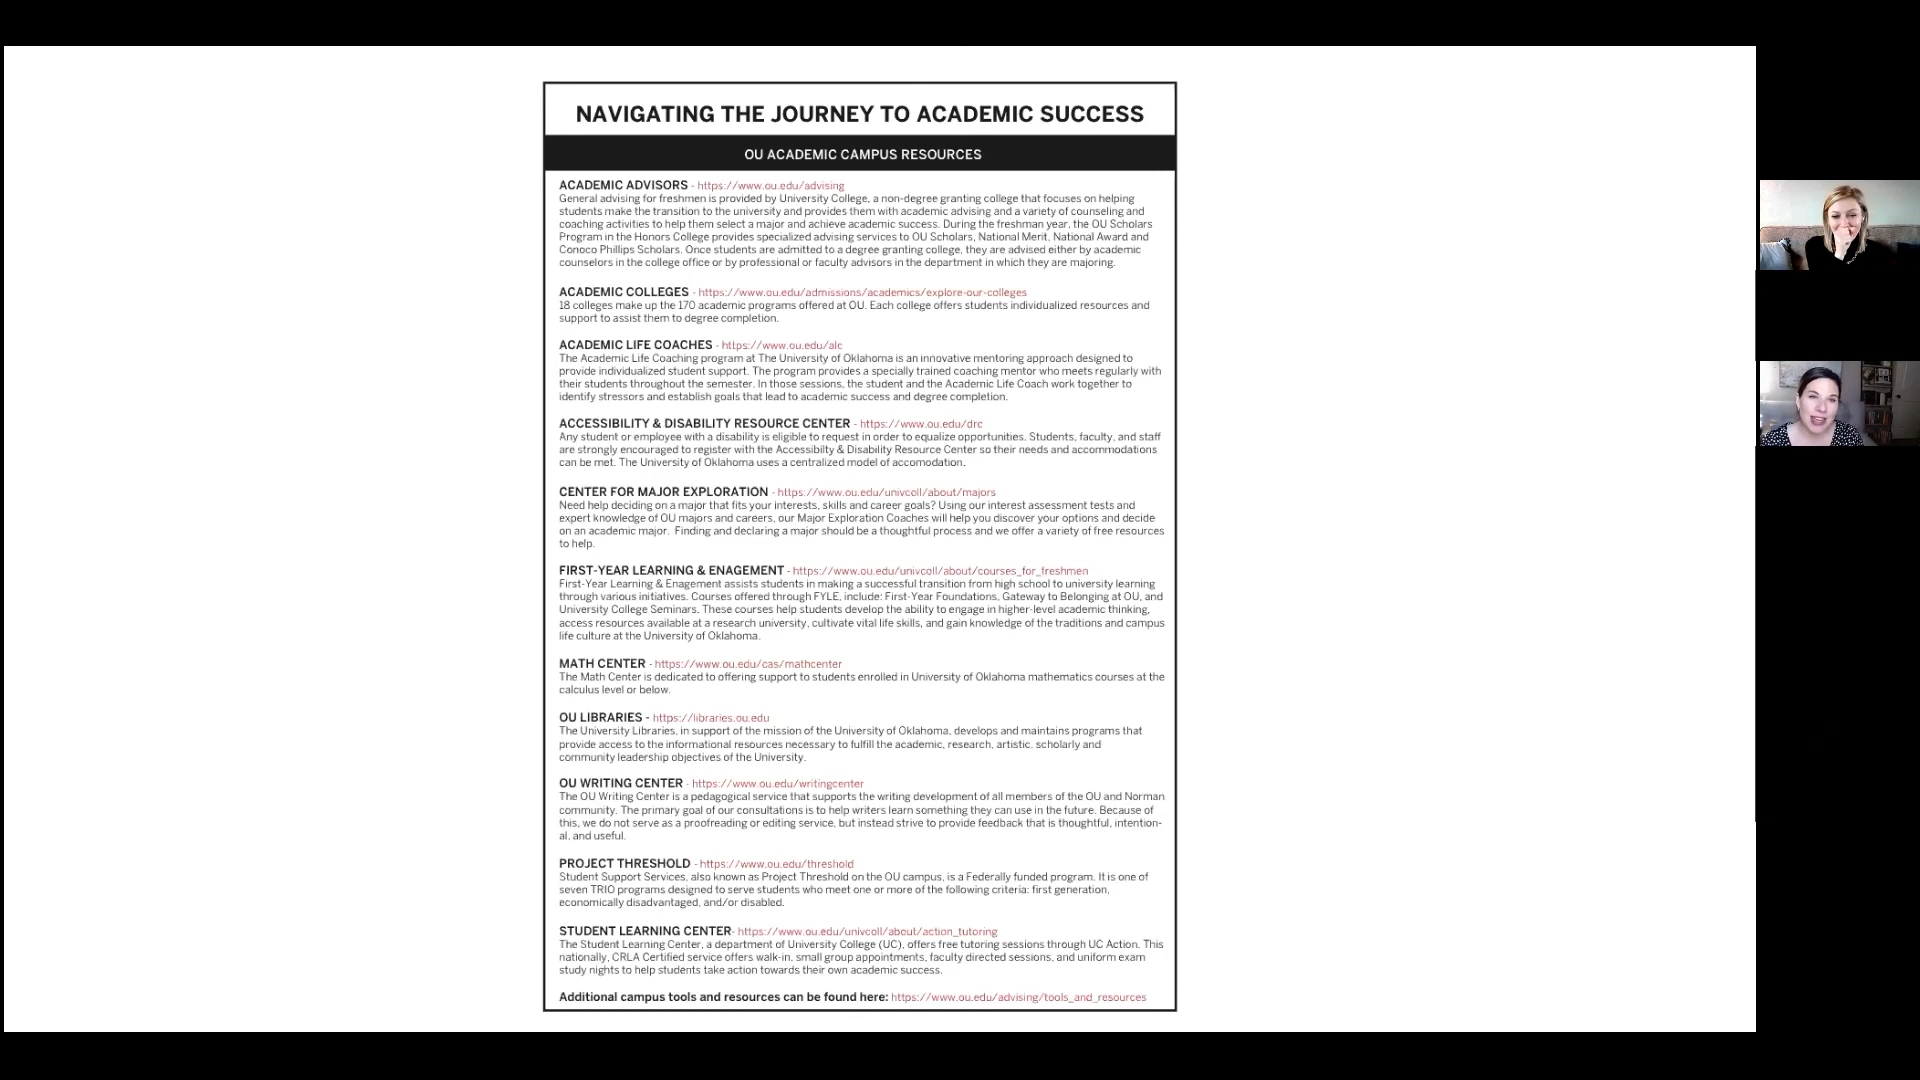 NAVIGATING THE JOURNEY TO ACADEMIC SUCCESS
OU ACADEMIC CAMPUS RESOURCES
ACADEMIC ADVISORS - https://www.ou.edu/advising
General advising for freshmen is provided by University College, a non-degree granting college that focuses on helping
students make the transition to the university and provides them with academic advising and a variety of counseling and
coaching activities to help them select a major and achieve academic success. During the freshman year, the OU Scholars
Program in the Honors College provides specialized advising services to OU Scholars, National Merit, National Award and
Conoco Phillips Scholars. Once students are admitted to a degree granting college, they are advised either by academic
counselors in the college office or by professional or faculty advisors in the department in which they are majoring.
ACADEMIC COLLEGES - https://www.ou.edu/admissions/academics/explore-our-colleges
18 colleges make up the 170 academic programs offered at OU. Each college offers students individualized resources and
support to assist them to degree completion.
ACADEMIC LIFE COACHES - https://www.ou.edu/alc
The Academic Life Coaching program at The University of Oklahoma is an innovative mentoring approach designed to
provide individualized student support. The program provides a specially trained coaching mentor who meets regularly with
their students throughout the semester. In those sessions, the student and the Academic Life Coach work together to
identify stressors and establish goals that lead to academic success and degree completion.
ACCESSIBILITY & DISABILITY RESOURCE CENTER - https://www.ou.edu/drc
Any student or employee with a disability is eligible to request in order to equalize opportunities. Students, faculty, and staff
are strongly encouraged to register with the Accessibilty & Disability Resource Center so their needs and accommodations
can be met. The University of Oklahoma uses a centralized model of accomodation.
CENTER FOR MAJOR EXPLORATION - https://www.ou.edu/univcoll/about/majors
Need help deciding on a major that fits your interests, skills and career goals? Using our interest assessment tests and
expert knowledge of OU majors and careers, our Major Exploration Coaches will help you discover your options and decide
on an academic major. Finding and declaring a major should be a thoughtful process and we offer a variety of free resources
to help.
FIRST-YEAR LEARNING & ENAGEMENT - https://www.ou.edu/univcoll/about/courses_for_freshmen
First-Year Learning & Enagement assists students in making a successful transition from high school to university learning
through various initiatives. Courses offered through FYLE, include: First-Year Foundations, Gateway to Belonging at OU, and
University College Seminars. These courses help students develop the ability to engage in higher-level academic thinking,
access resources available at a research university, cultivate vital life skills, and gain knowledge of the traditions and campus
life culture at the University of Oklahoma.
MATH CENTER - https://www.ou.edu/cas/mathcenter
The Math Center is dedicated to offering support to students enrolled in University of Oklahoma mathematics courses at the
calculus level or below.
OU LIBRARIES - https://libraries.ou.edu
The University Libraries, in support of the mission of the University of Oklahoma, develops and maintains programs that
provide access to the informational resources necessary to fulfill the academic, research, artistic, scholarly and
community leadership objectives of the University.
OU WRITING CENTER - https://www.ou.edu/writingcenter
The OU Writing Center is a pedagogical service that supports the writing development of all members of the OU and Norman
community. The primary goal of our consultations is to help writers learn something they can use in the future. Because of
this, we do not serve as a proofreading or editing service, but instead strive to provide feedback that is thoughtful, intention-
al, and useful.
PROJECT THRESHOLD - https://www.ou.edu/threshold
Student Support Services, also known as Project Threshold on the OU campus, is a Federally funded program. It is one of
seven TRIO programs designed to serve students who meet one or more of the following criteria: first generation,
economically disadvantaged, and/or disabled.
STUDENT LEARNING CENTER- https://www.ou.edu/univcoll/about/action_tutoring
The Student Learning Center, a department of University College (UC), offers free tutoring sessions through UC Action. This
nationally, CRLA Certified service offers walk-in, small group appointments, faculty directed sessions, and uniform exam
study nights to help students take action towards their own academic success.
Additional campus tools and resources can be found here: https://www.ou.edu/advising/tools_and_resources